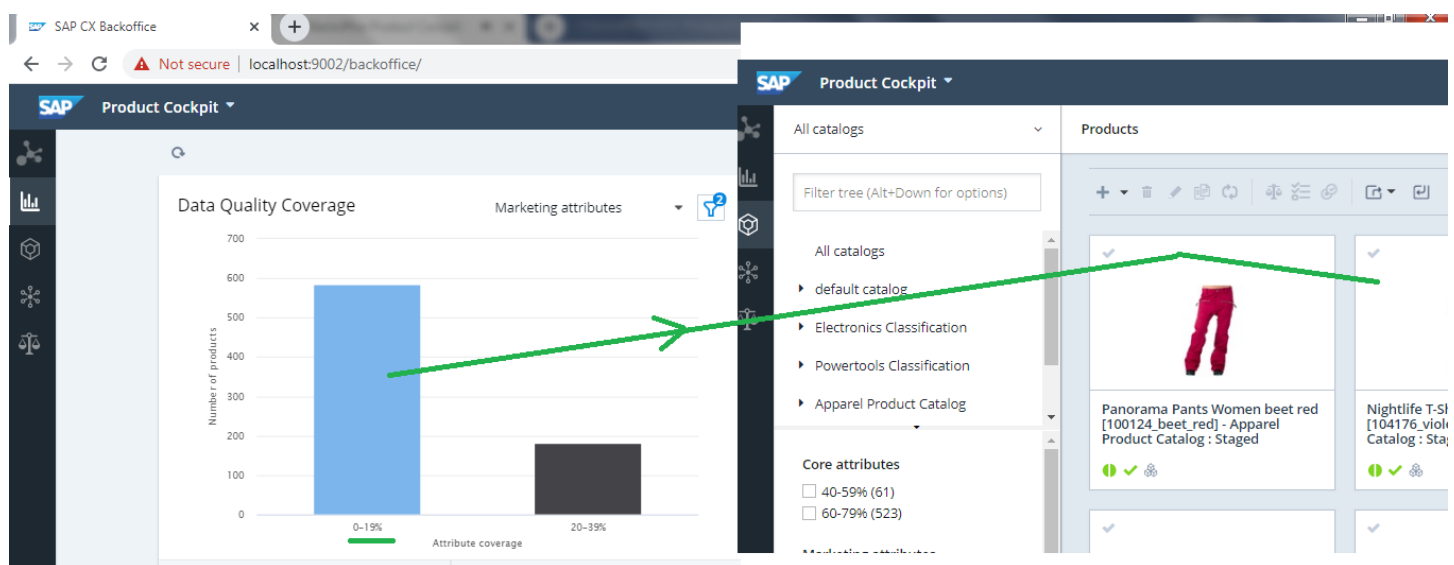 SAP CX Backoffice
Not secure | localhost:9002/backoffice/
SAP Product Cockpit
Data Quality Coverage
Marketing attributes
2
700
600
500
400
300
200
100
0
Number of products
0-19%
20-39%
Attribute coverage
SAP Product Cockpit
All catalogs
Products
Filter tree (Alt+Down for options)
All catalogs
default catalog
Electronics Classification
Powertools Classification
Apparel Product Catalog
Core attributes
40-59% (61)
60-79% (523)
Marketing attributes
Panorama Pants Women beet red
[100124_beet_red] - Apparel
Product Catalog : Staged
Nightlife T-Sh
[104176_viole
Catalog : Stag